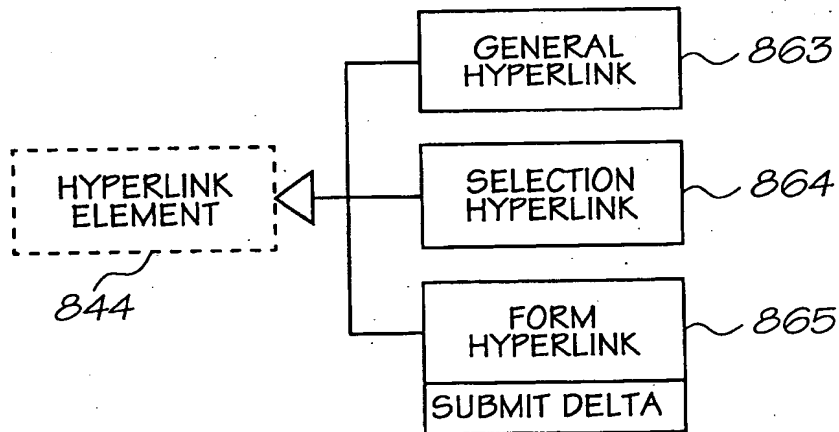 GENERAL
HYPERLINK
863
HYPERLINK
ELEMENT
844
SELECTION
HYPERLINK
864
FORM
HYPERLINK
865
SUBMIT DELTA